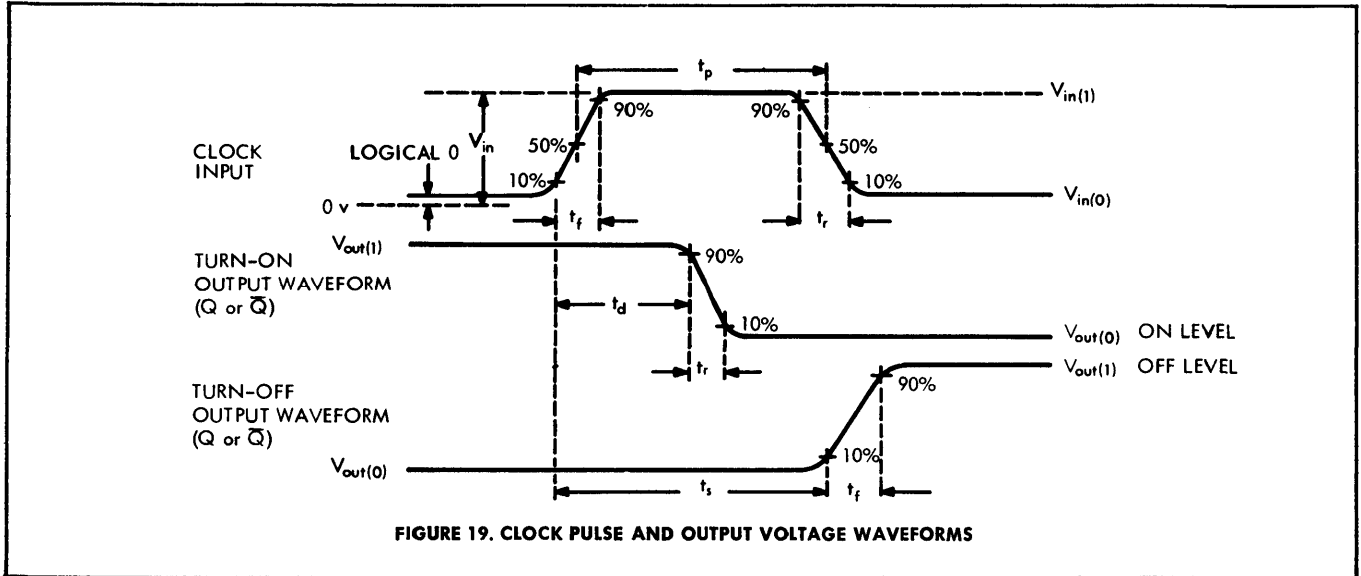 t_p
V_in(1)
90%
90%
V_in
CLOCK
INPUT
LOGICAL 0
50%
50%
10%
10%
0 v
V_in(0)
t_f
t_r
V_out(1)
TURN-ON
OUTPUT WAVEFORM
(Q or Q̅)
90%
t_d
10%
V_out(0) ON LEVEL
t_r
V_out(1) OFF LEVEL
TURN-OFF
OUTPUT WAVEFORM
(Q or Q̅)
90%
10%
V_out(0)
t_s
t_f
FIGURE 19. CLOCK PULSE AND OUTPUT VOLTAGE WAVEFORMS